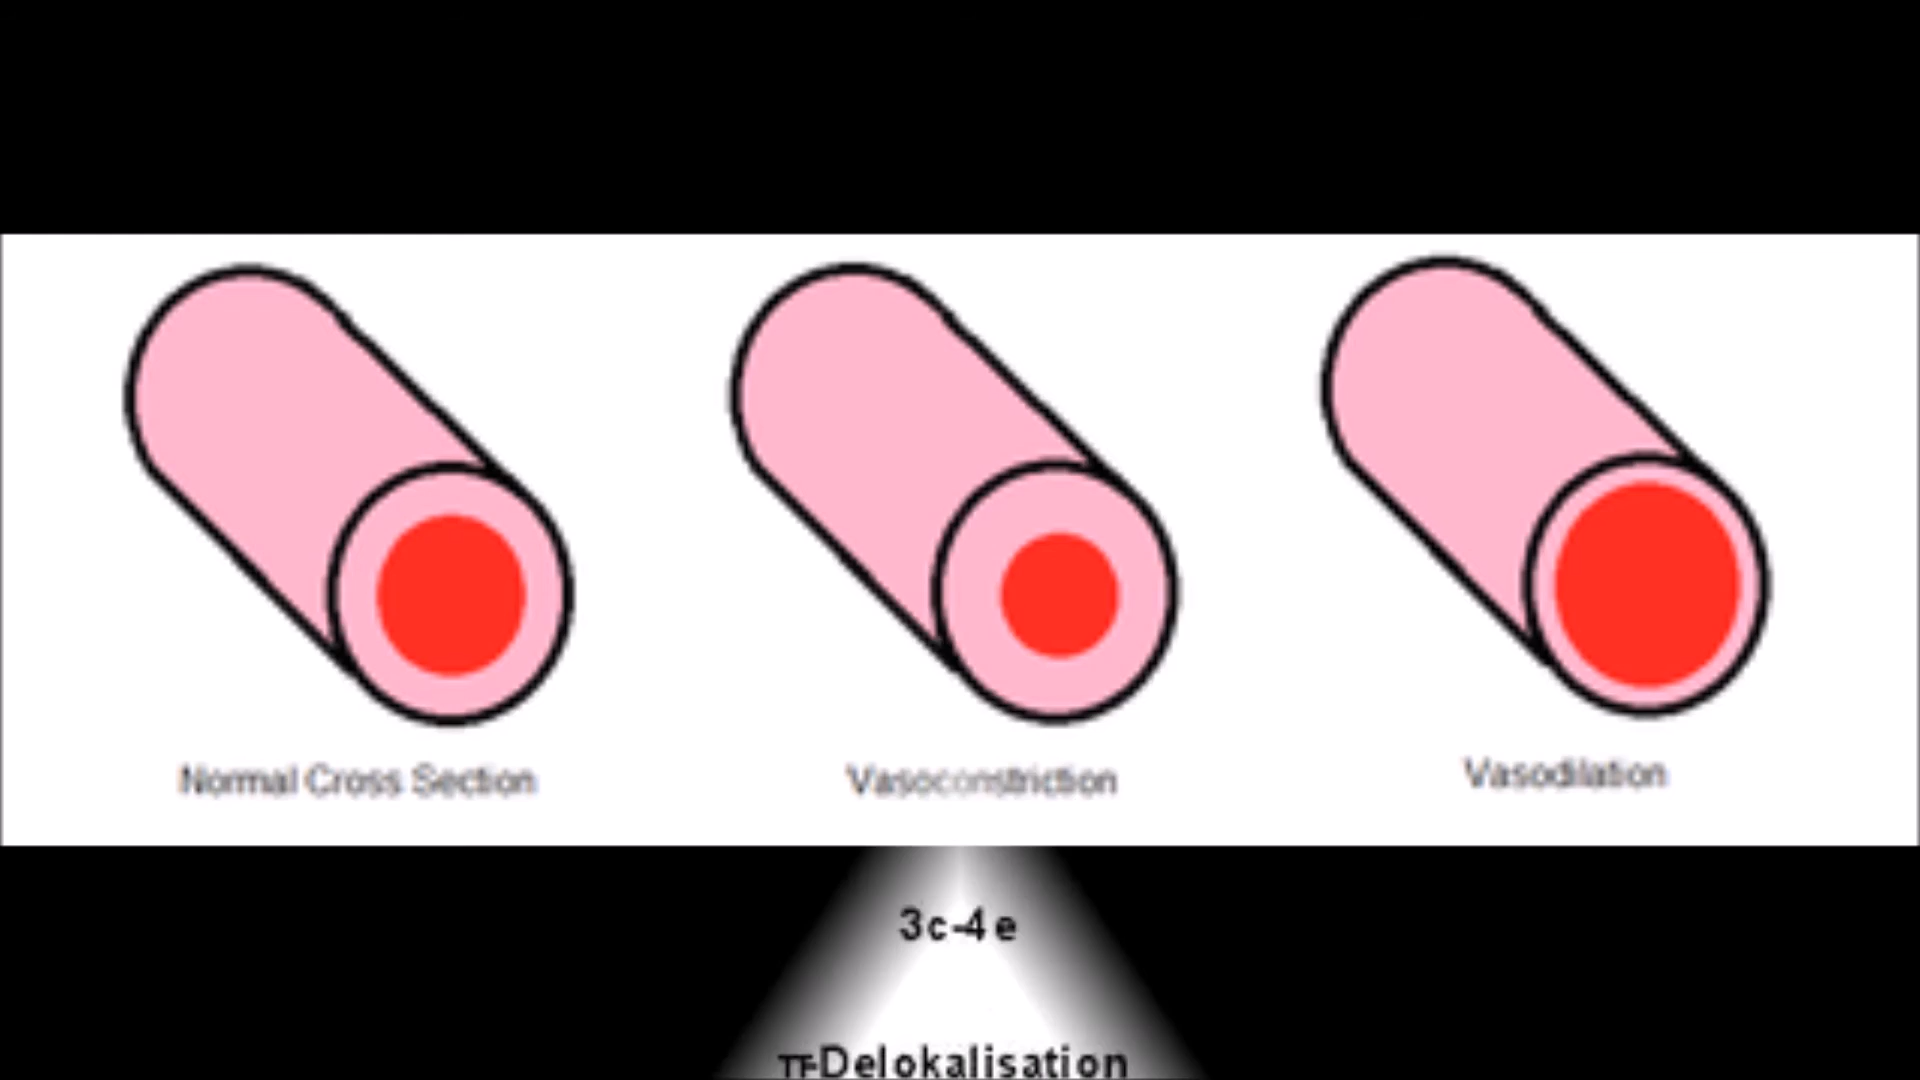 Normal Cross Section
Vasoconstriction
Vasodilation
3c-4e
π-Delokalisation